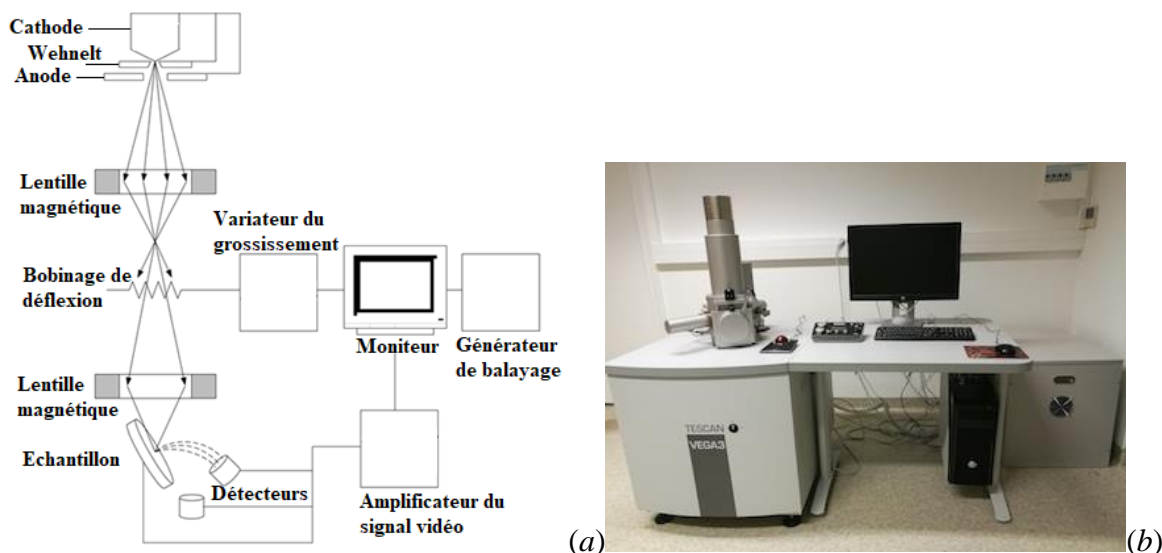 Cathode
Wehnelt
Anode
Lentille
magnétique
Variateur du
grossissement
Bobinage de
déflexion
Moniteur
Générateur
de balayage
Lentille
magnétique
Echantillon
Détecteurs
Amplificateur du
signal vidéo
(a)
TESCAN
VEGA3
(b)